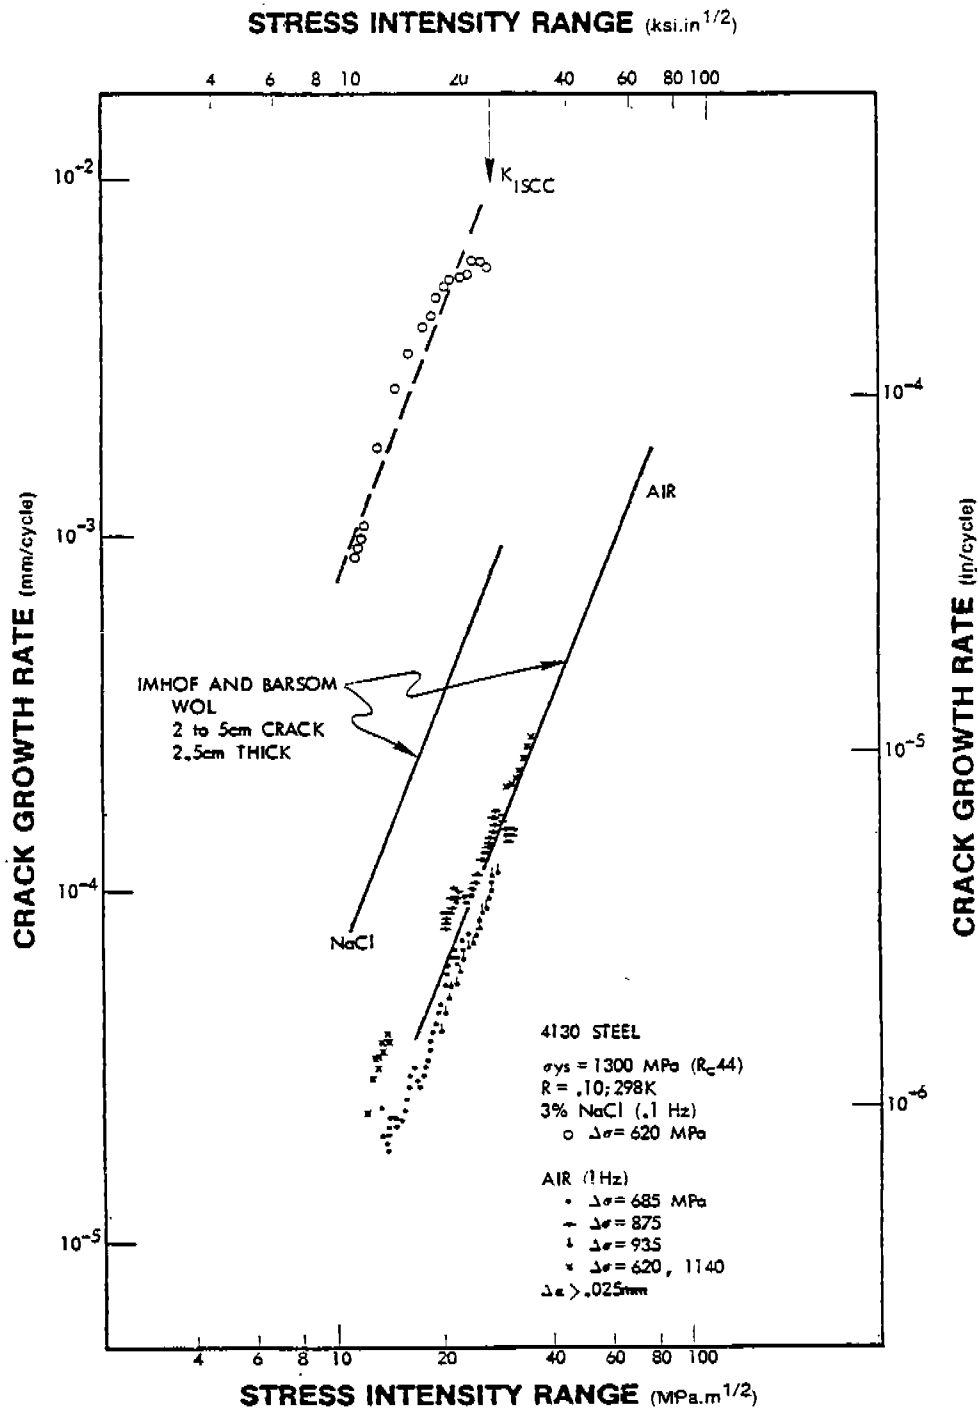 STRESS INTENSITY RANGE (ksi.in^1/2)
4 6 8 10 20 40 60 80 100
K ISCC
10^-2
10^-3
10^-4
10^-5
CRACK GROWTH RATE (mm/cycle)
10^-4
10^-5
10^-6
CRACK GROWTH RATE (in/cycle)
AIR
IMHOF AND BARSOM
WOL
2 to 5cm CRACK
2.5cm THICK
NaCl
4130 STEEL
σys = 1300 MPa (Rc44)
R = .10; 298K
3% NaCl (.1 Hz)
○ Δσ= 620 MPa
AIR (1Hz)
• Δσ= 685 MPa
Δσ= 875
Δσ= 935
× Δσ= 620, 1140
Δa > .025mm
4 6 8 10 20 40 60 80 100
STRESS INTENSITY RANGE (MPa.m^1/2)